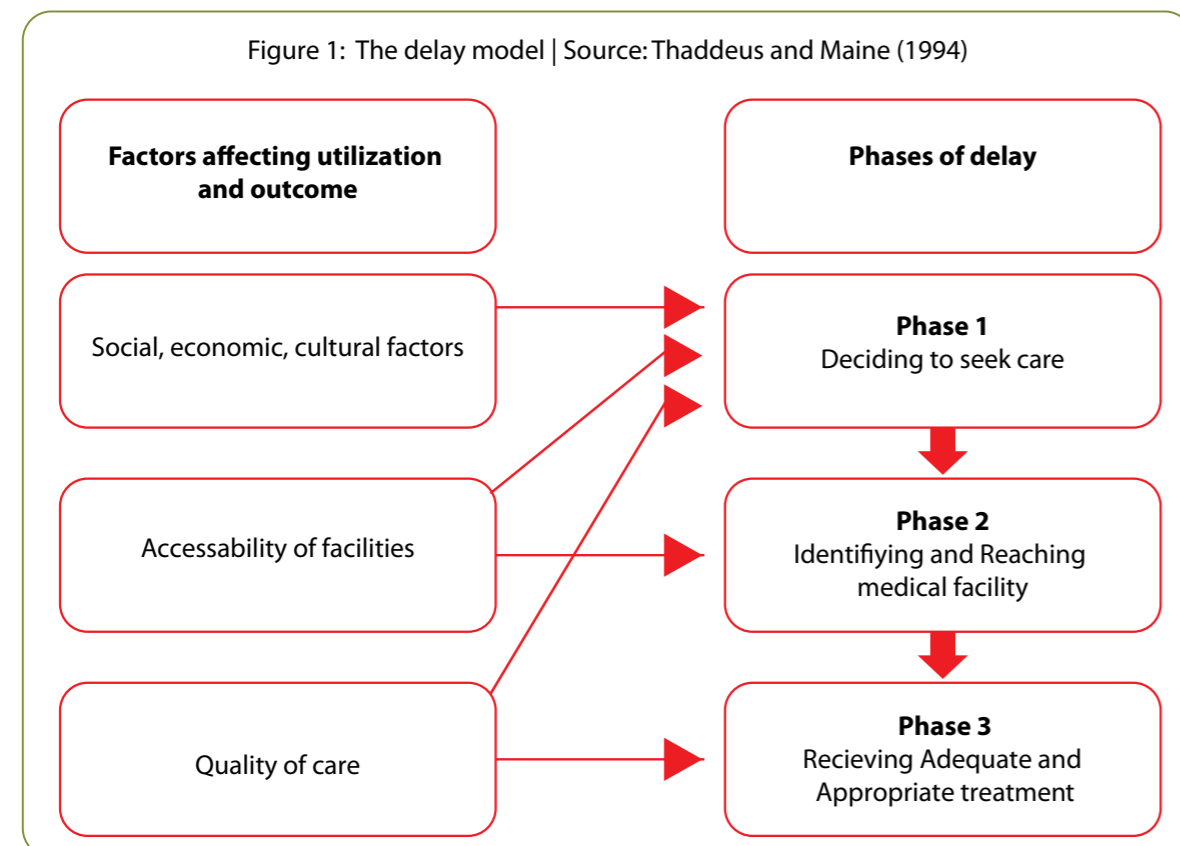 Figure 1: The delay model | Source: Thaddeus and Maine (1994)
Factors affecting utilization
and outcome
Phases of delay
Social, economic, cultural factors
Phase 1
Deciding to seek care
Accessability of facilities
Phase 2
Identifiying and Reaching
medical facility
Quality of care
Phase 3
Recieving Adequate and
Appropriate treatment